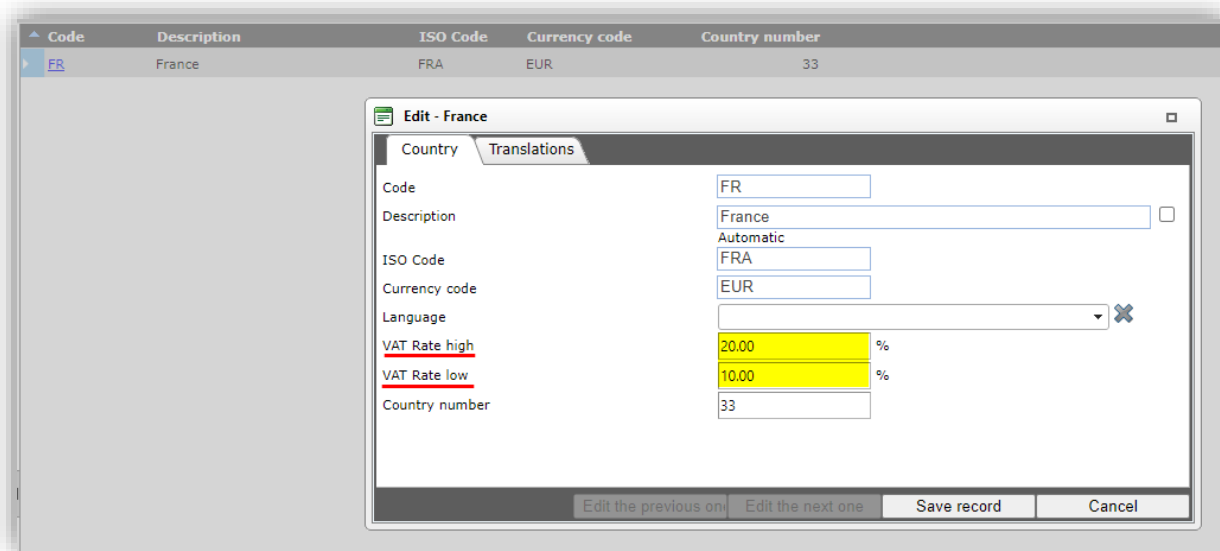 Code Description ISO Code Currency code Country number
FR France FRA EUR 33
Edit - France
Country Translations
Code FR
Description France
Automatic
ISO Code FRA
Currency code EUR
Language
VAT Rate high 20.00 %
VAT Rate low 10.00 %
Country number 33
Edit the previous one Edit the next one Save record Cancel